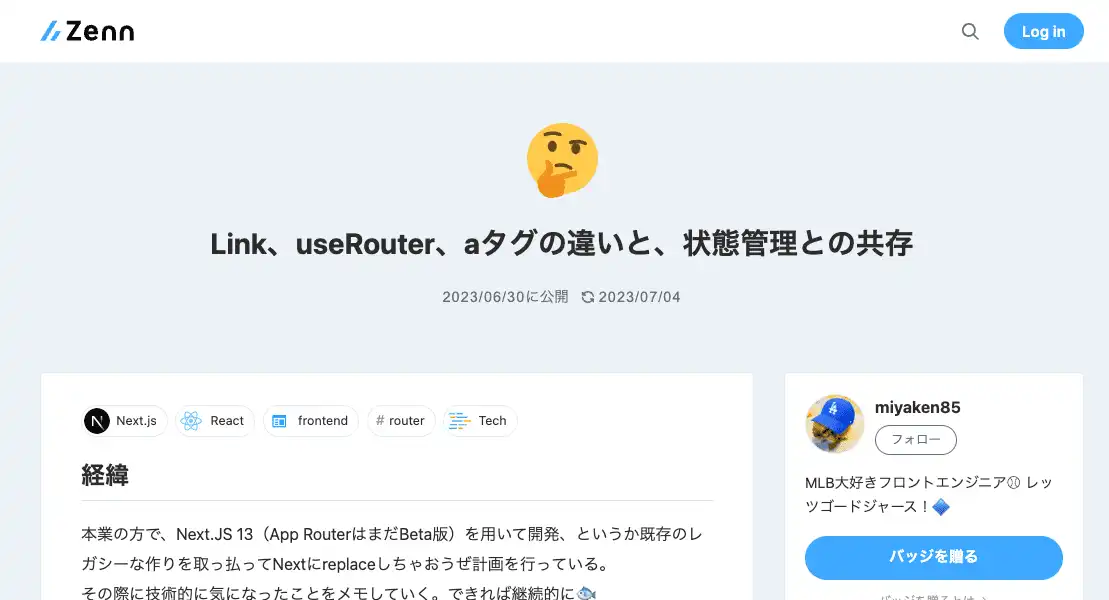 Zenn
Log in
Link、useRouter、aタグの違いと、状態管理との共存
2023/06/30に公開 2023/07/04
Next.js React frontend # router Tech
経緯
本業の方で、Next.JS 13（App RouterはまだBeta版）を用いて開発、というか既存のレ
ガシーな作りを取っ払ってNextにreplaceしちゃおうぜ計画を行っている。
その際に技術的に気になったことをメモしていく。できれば継続的に🐟
miyaken85
フォロー
MLB大好きフロントエンジニア⚾ レッ
ツゴードジャース！🔷
バッジを贈る
バッジを贈るとは